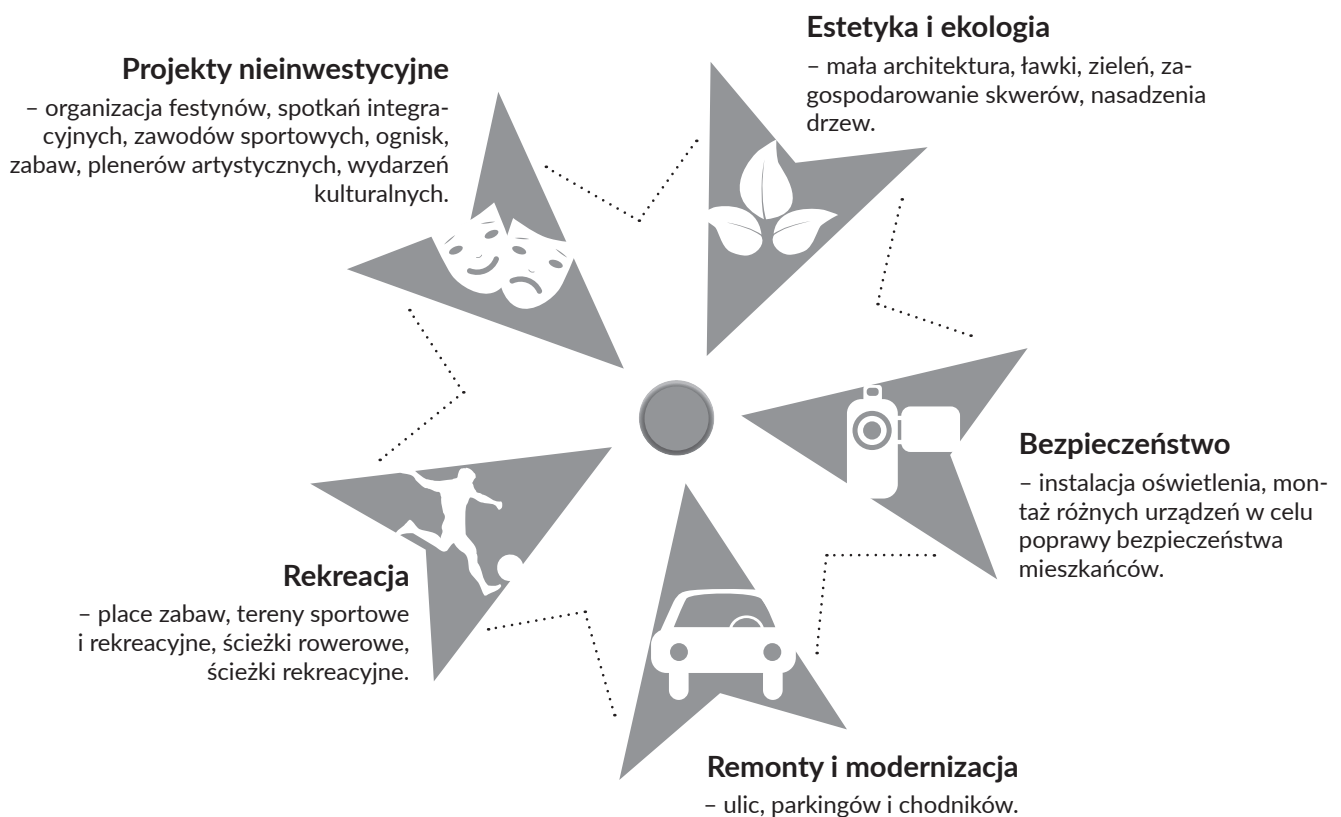 Projekty nieinwestycyjne
– organizacja festynów, spotkań integra-
cyjnych, zawodów sportowych, ognisk,
zabaw, plenerów artystycznych, wydarzeń
kulturalnych.
Estetyka i ekologia
– mała architektura, ławki, zieleń, za-
gospodarowanie skwerów, nasadzenia
drzew.
Bezpieczeństwo
– instalacja oświetlenia, mon-
taż różnych urządzeń w celu
poprawy bezpieczeństwa
mieszkańców.
Rekreacja
– place zabaw, tereny sportowe
i rekreacyjne, ścieżki rowerowe,
ścieżki rekreacyjne.
Remonty i modernizacja
– ulic, parkingów i chodników.